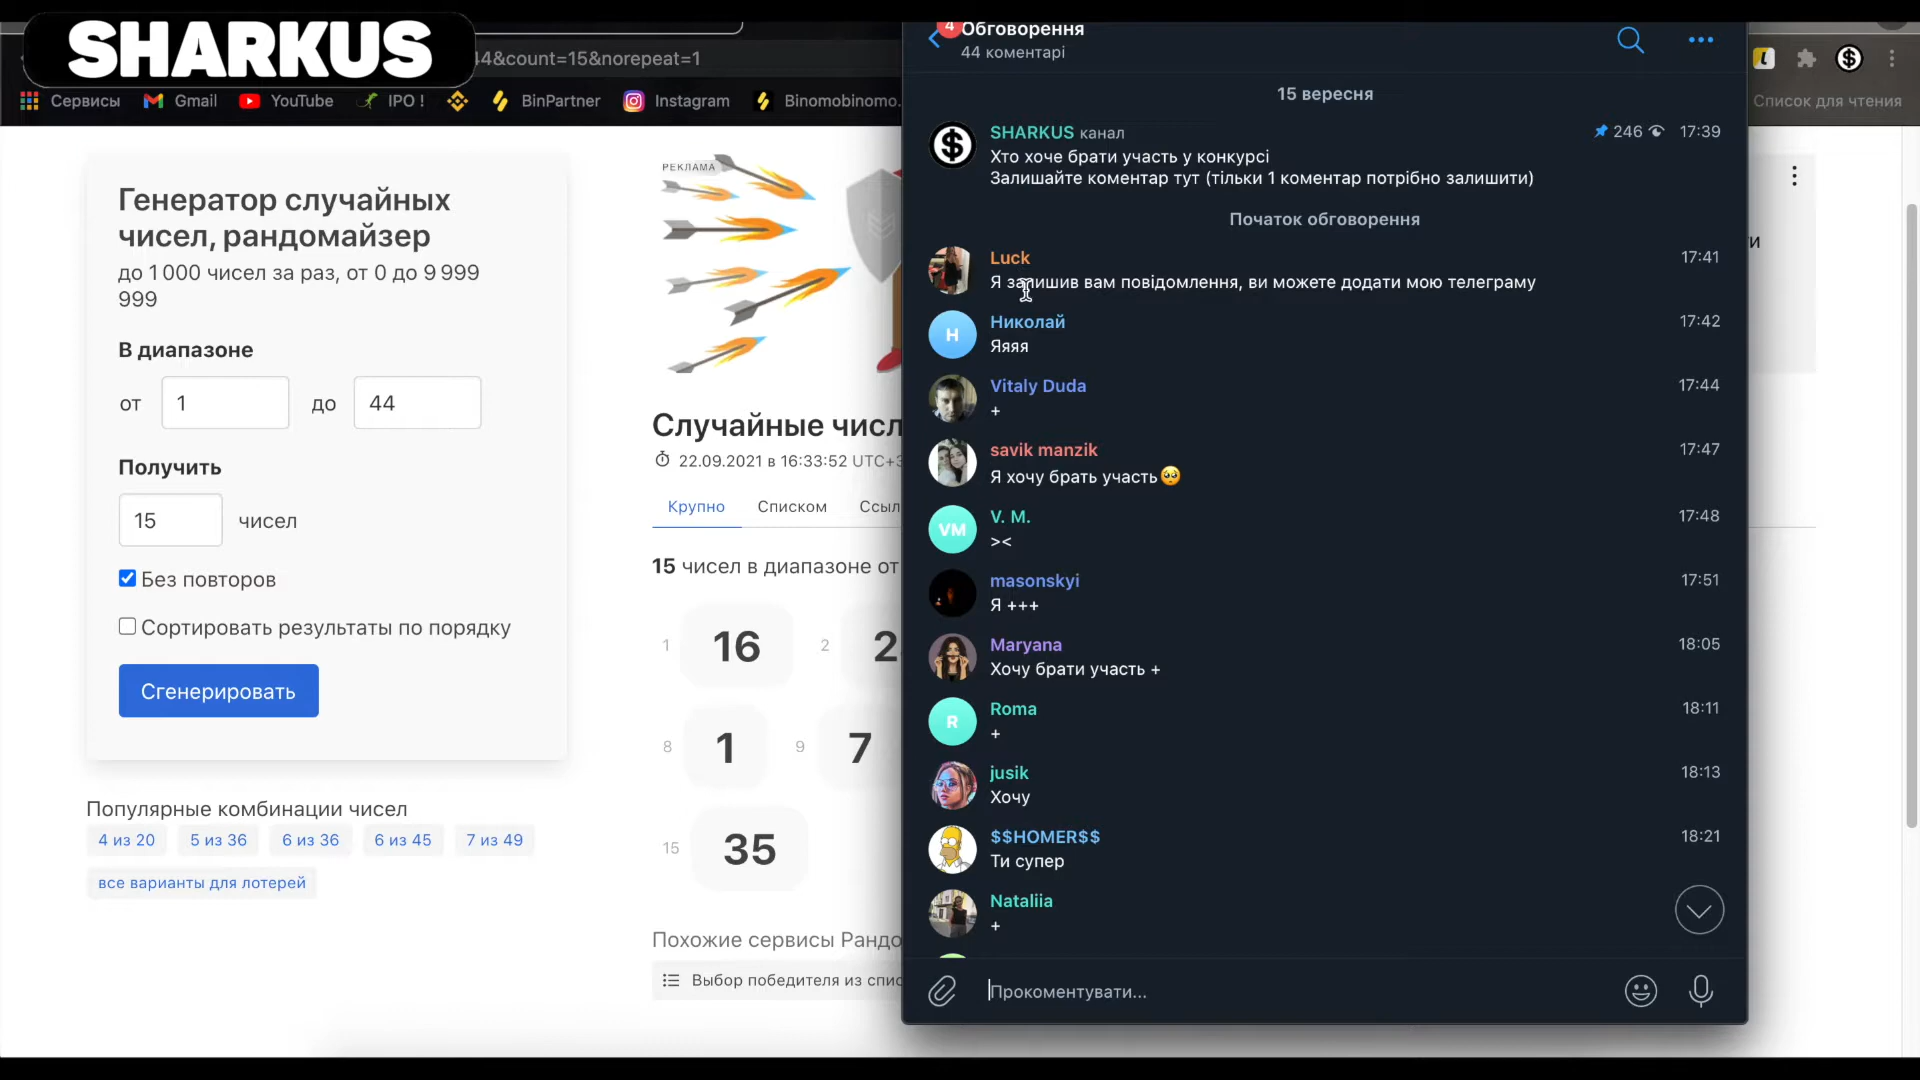 SHARKUS
44&count=15&norepeat=1
Сервисы
Gmail
YouTube
IPO !
BinPartner
Instagram
Binomobinomo.
Список для чтения
Генератор случайных
чисел, рандомайзер
до 1 000 чисел за раз, от 0 до 9 999
999
В диапазоне
от 1 до 44
Получить
15 чисел
Без повторов
Сортировать результаты по порядку
Сгенерировать
Популярные комбинации чисел
4 из 20
5 из 36
6 из 36
6 из 45
7 из 49
все варианты для лотерей
РЕКЛАМА
Случайные числ
22.09.2021 в 16:33:52 UTC+3
Крупно
Списком
Ссыл
15 чисел в диапазоне от
1 16
2 2
8 1
9 7
15 35
Похожие сервисы Рандо
Выбор победителя из спис
4
Обговорення
44 коментарі
15 вересня
SHARKUS канал
246
17:39
Хто хоче брати участь у конкурсі
Залишайте коментар тут (тільки 1 коментар потрібно залишити)
Початок обговорення
Luck
17:41
Я залишив вам повідомлення, ви можете додати мою телеграму
Н
Николай
17:42
Яяяя
Vitaly Duda
17:44
+
savik manzik
17:47
Я хочу брать участь🥺
VM
V. M.
17:48
><
masonskyi
17:51
Я +++
Maryana
18:05
Хочу брати участь +
R
Roma
18:11
+
jusik
18:13
Хочу
$$HOMER$$
18:21
Ти супер
Nataliia
+
Прокоментувати...